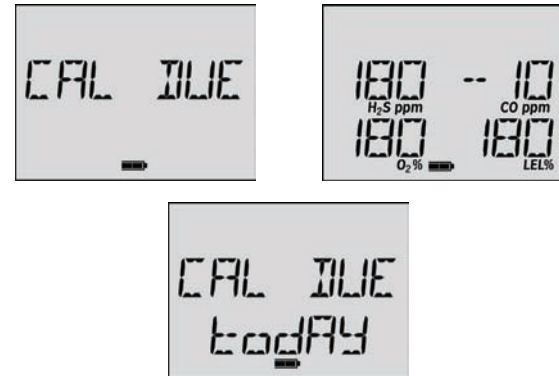 CAL DUE
180 -- 10
H₂S ppm CO ppm
180 180
O₂% LEL%
CAL DUE
todAY